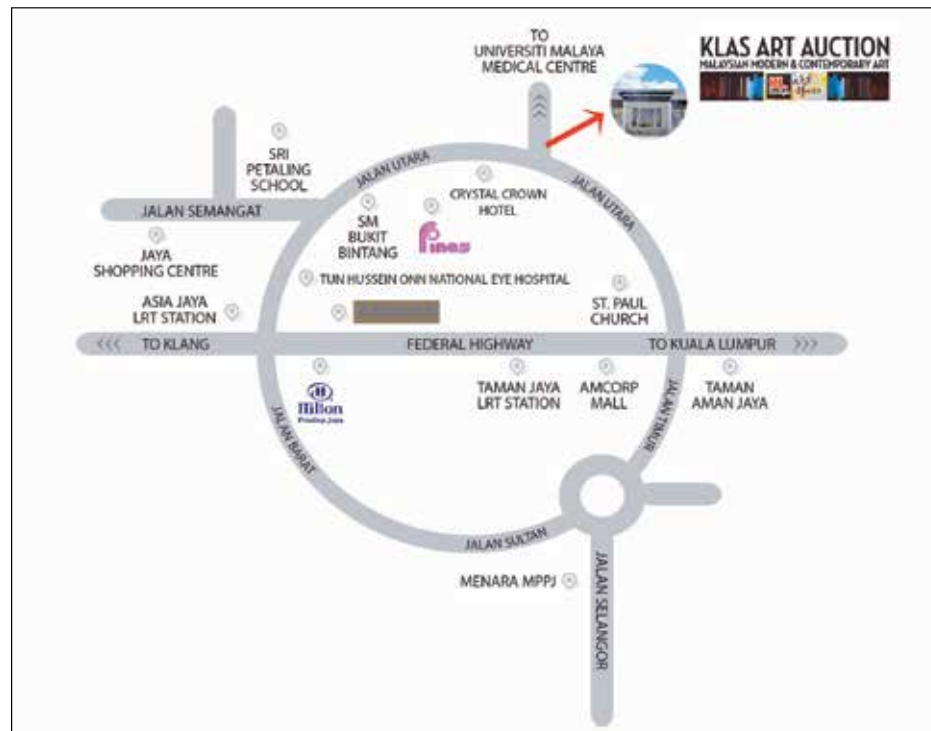 TO
UNIVERSITI MALAYA
MEDICAL CENTRE
KLAS ART AUCTION
MALAYSIAN MODERN & CONTEMPORARY ART
SRI
PETALING
SCHOOL
JALAN UTARA
JALAN UTARA
CRYSTAL CROWN
HOTEL
JALAN SEMANGAT
SM
BUKIT
BINTANG
Pines
JAYA
SHOPPING CENTRE
TUN HUSSEIN ONN NATIONAL EYE HOSPITAL
ASIA JAYA
LRT STATION
ST. PAUL
CHURCH
<<< TO KLANG
FEDERAL HIGHWAY
TO KUALA LUMPUR >>>
Hilton
Petaling Jaya
TAMAN JAYA
LRT STATION
AMCORP
MALL
TAMAN
AMAN JAYA
JALAN TIMUR
JALAN BARAT
JALAN SULTAN
MENARA MPPJ
JALAN SELANGOR